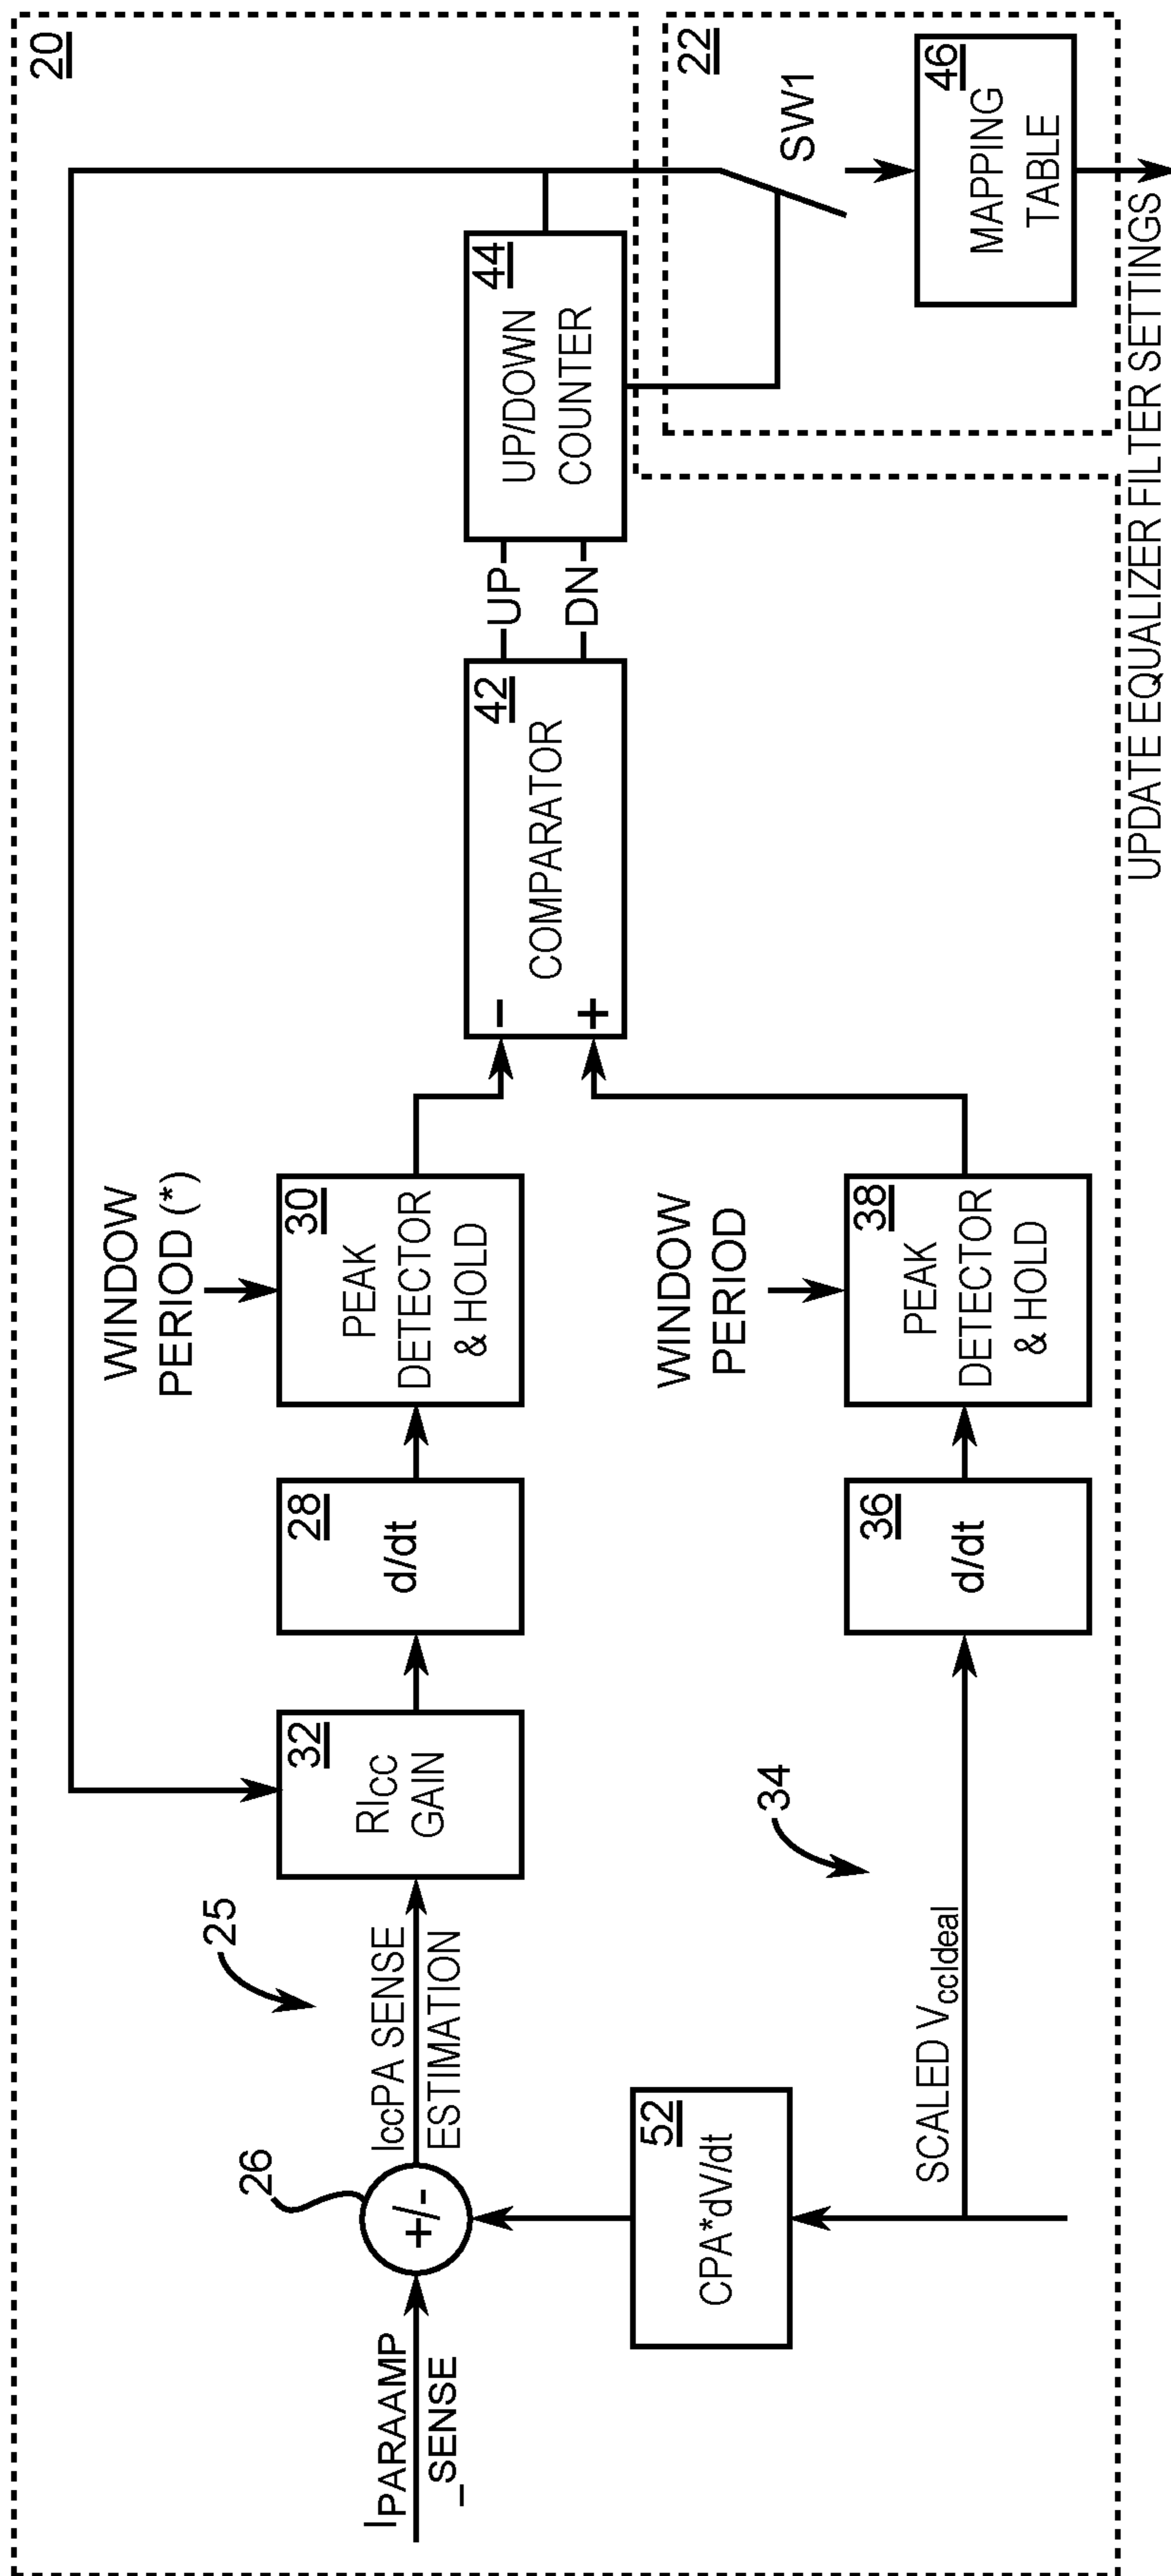 20
22
SW1
46
MAPPING
TABLE
UPDATE EQUALIZER FILTER SETTINGS
44
UP/DOWN
COUNTER
UP
DN
42
COMPARATOR
−
+
WINDOW
PERIOD (*)
30
PEAK
DETECTOR
& HOLD
WINDOW
PERIOD
38
PEAK
DETECTOR
& HOLD
28
d/dt
36
d/dt
32
RICC
GAIN
25
34
IccPA SENSE
ESTIMATION
26
+/-
52
CPA*dV/dt
SCALED VccIdeal
IPARAAMP
_SENSE